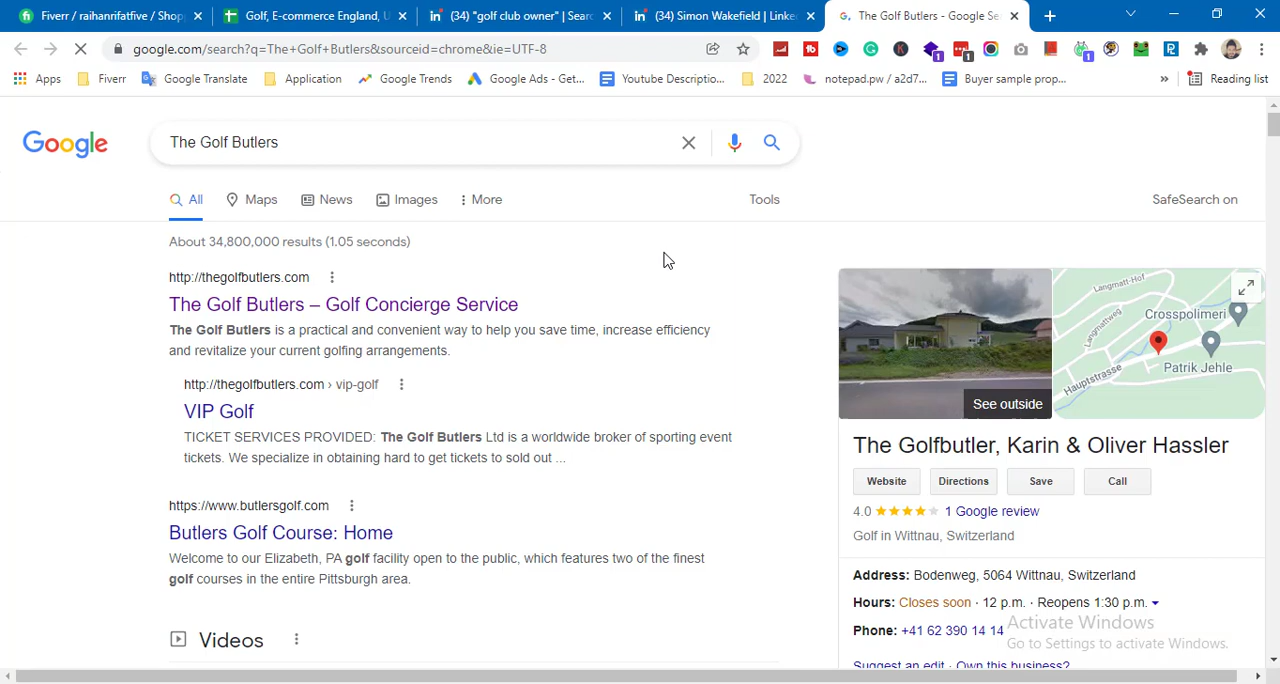 Fiverr / raihanrifatfive / Shop
Golf, E-commerce England, U
(34) "golf club owner" | Sear
(34) Simon Wakefield | Linke
The Golf Butlers - Google Se
google.com/search?q=The+Golf+Butlers&sourceid=chrome&ie=UTF-8
Apps
Fiverr
Google Translate
Application
Google Trends
Google Ads - Get...
Youtube Descriptio...
2022
notepad.pw / a2d7...
Buyer sample prop...
»
Reading list
Google
The Golf Butlers
All
Maps
News
Images
More
Tools
SafeSearch on
About 34,800,000 results (1.05 seconds)
http://thegolfbutlers.com
The Golf Butlers – Golf Concierge Service
The Golf Butlers is a practical and convenient way to help you save time, increase efficiency
and revitalize your current golfing arrangements.
http://thegolfbutlers.com › vip-golf
VIP Golf
TICKET SERVICES PROVIDED: The Golf Butlers Ltd is a worldwide broker of sporting event
tickets. We specialize in obtaining hard to get tickets to sold out ...
https://www.butlersgolf.com
Butlers Golf Course: Home
Welcome to our Elizabeth, PA golf facility open to the public, which features two of the finest
golf courses in the entire Pittsburgh area.
Videos
See outside
Langmatt-Hof
Langmattweg
Crosspolimeri
Hauptstrasse
Patrik Jehle
The Golfbutler, Karin & Oliver Hassler
Website
Directions
Save
Call
4.0
1 Google review
Golf in Wittnau, Switzerland
Address: Bodenweg, 5064 Wittnau, Switzerland
Hours: Closes soon · 12 p.m. · Reopens 1:30 p.m.
Phone: +41 62 390 14 14
Suggest an edit · Own this business?
Activate Windows
Go to Settings to activate Windows.